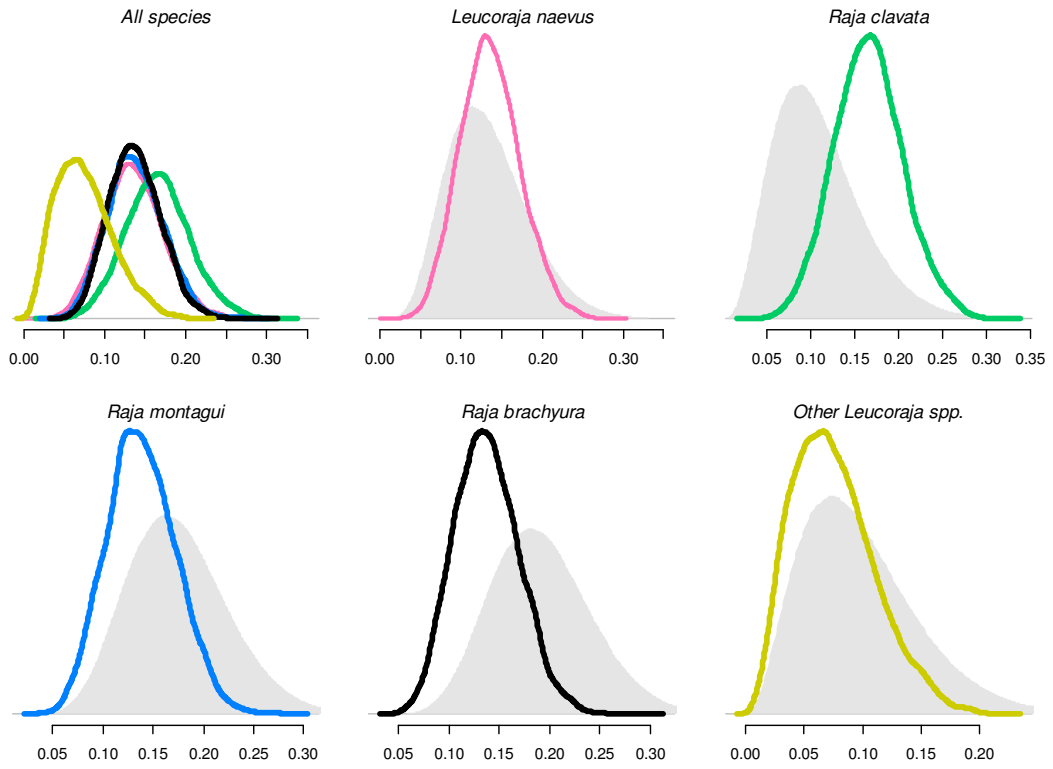 All species
Leucoraja naevus
Raja clavata
0.00 0.10 0.20 0.30
0.00 0.10 0.20 0.30
0.05 0.10 0.15 0.20 0.25 0.30 0.35
Raja montagui
Raja brachyura
Other Leucoraja spp.
0.05 0.10 0.15 0.20 0.25 0.30
0.05 0.10 0.15 0.20 0.25 0.30
0.00 0.05 0.10 0.15 0.20